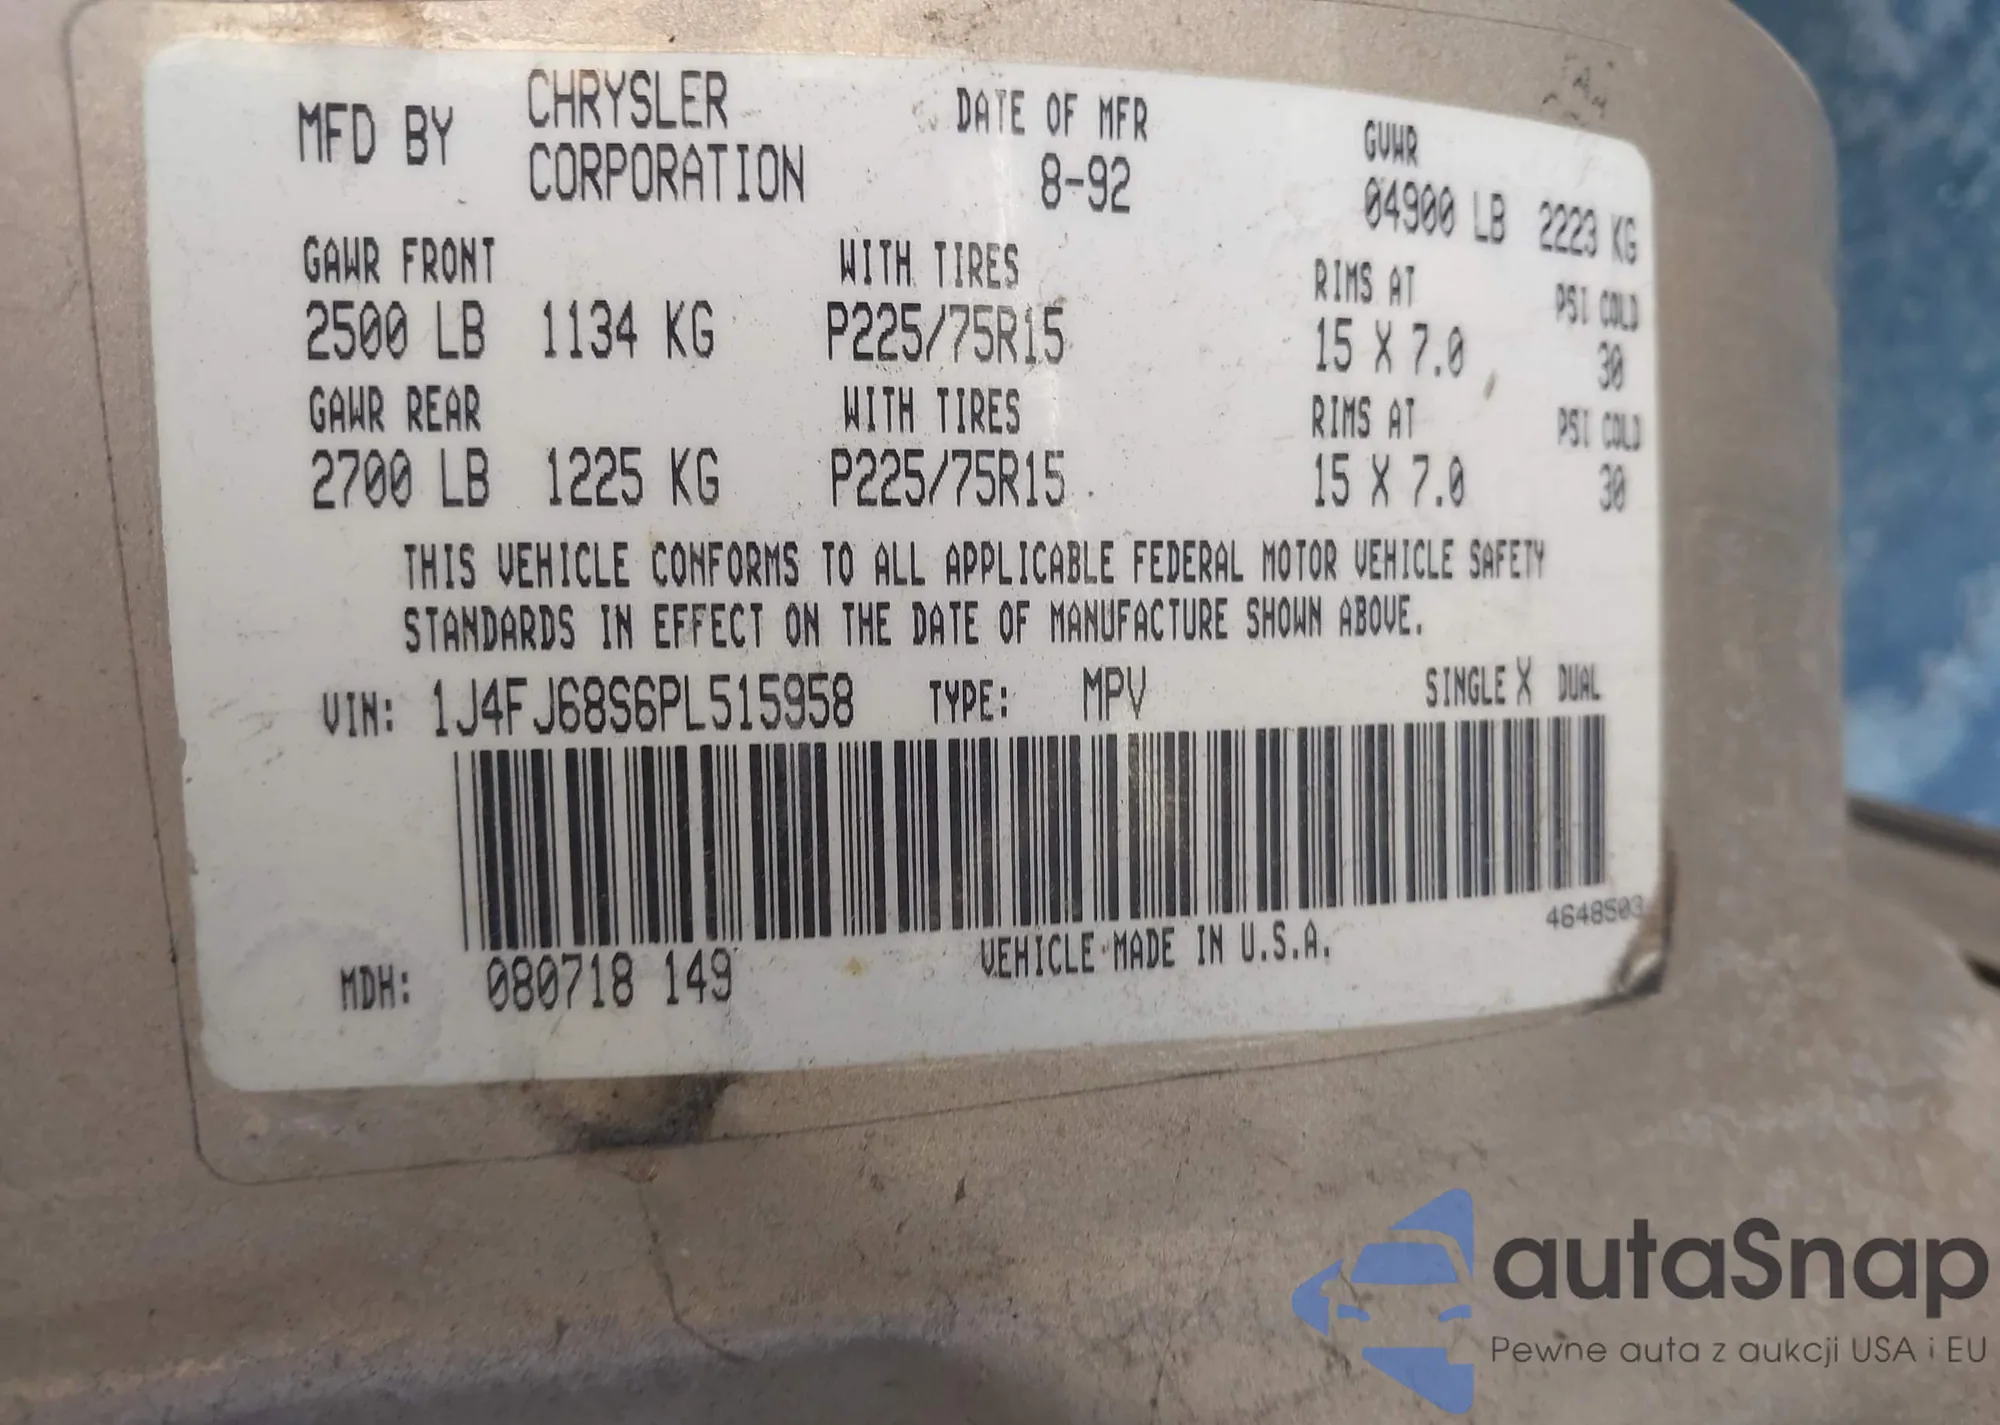 MFD BY CHRYSLER CORPORATION DATE OF MFR 8-92 GVWR
04900 LB 2223 KG
GAWR FRONT WITH TIRES RIMS AT PSI COLD
2500 LB 1134 KG P225/75R15 15 X 7.0 30
GAWR REAR WITH TIRES RIMS AT PSI COLD
2700 LB 1225 KG P225/75R15 15 X 7.0 30
THIS VEHICLE CONFORMS TO ALL APPLICABLE FEDERAL MOTOR VEHICLE SAFETY
STANDARDS IN EFFECT ON THE DATE OF MANUFACTURE SHOWN ABOVE.
VIN: 1J4FJ68S6PL515958 TYPE: MPV SINGLE X DUAL
4648503
MDH: 080718 149 VEHICLE MADE IN U.S.A.
autaSnap
Pewne auta z aukcji USA i EU